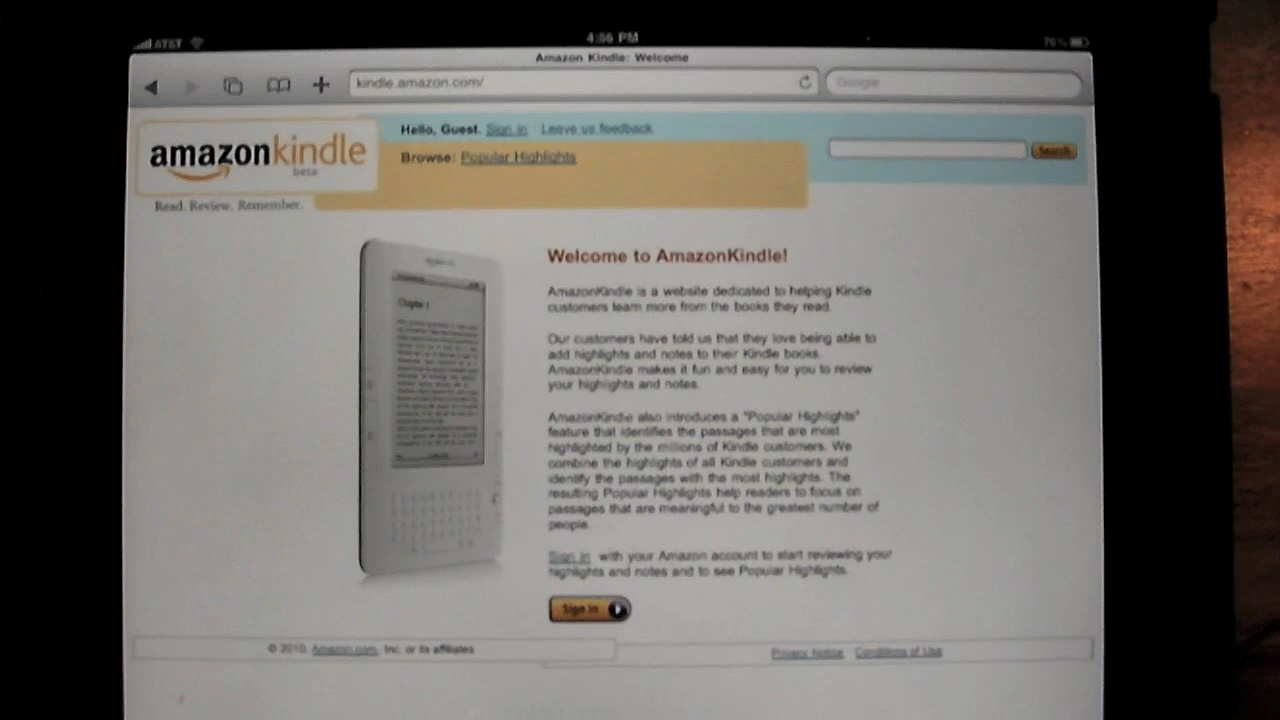 AT&T 4:56 PM 76%
Amazon Kindle: Welcome
kindle.amazon.com/ Google
amazonkindle
beta
Read. Review. Remember.
Hello, Guest. Sign in Leave us feedback
Browse: Popular Highlights
Search
Chapter 1
Welcome to AmazonKindle!
AmazonKindle is a website dedicated to helping Kindle
customers learn more from the books they read.
Our customers have told us that they love being able to
add highlights and notes to their Kindle books.
AmazonKindle makes it fun and easy for you to review
your highlights and notes.
AmazonKindle also introduces a "Popular Highlights"
feature that identifies the passages that are most
highlighted by the millions of Kindle customers. We
combine the highlights of all Kindle customers and
identify the passages with the most highlights. The
resulting Popular Highlights help readers to focus on
passages that are meaningful to the greatest number of
people.
Sign in with your Amazon account to start reviewing your
highlights and notes and to see Popular Highlights.
Sign in
© 2010, Amazon.com, Inc. or its affiliates
Privacy Notice Conditions of Use